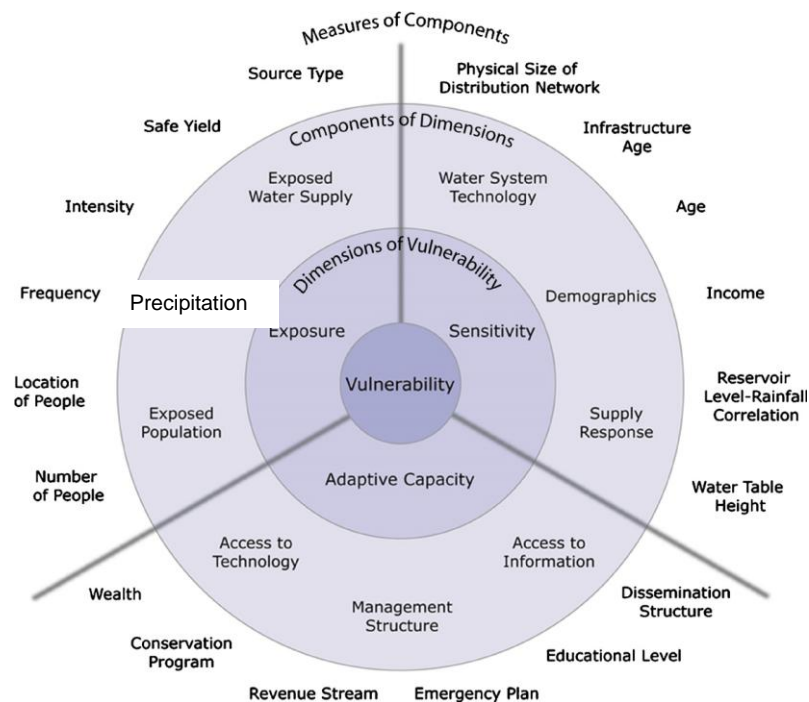 Measures of Components
Source Type
Physical Size of
Distribution Network
Safe Yield
Components of Dimensions
Infrastructure
Age
Exposed
Water Supply
Water System
Technology
Intensity
Age
Dimensions of Vulnerability
Frequency
Precipitation
Demographics
Income
Exposure
Sensitivity
Location
of People
Vulnerability
Reservoir
Level-Rainfall
Correlation
Exposed
Population
Supply
Response
Number
of People
Adaptive Capacity
Water Table
Height
Access to
Technology
Access to
Information
Wealth
Dissemination
Structure
Management
Structure
Conservation
Program
Educational Level
Revenue Stream
Emergency Plan